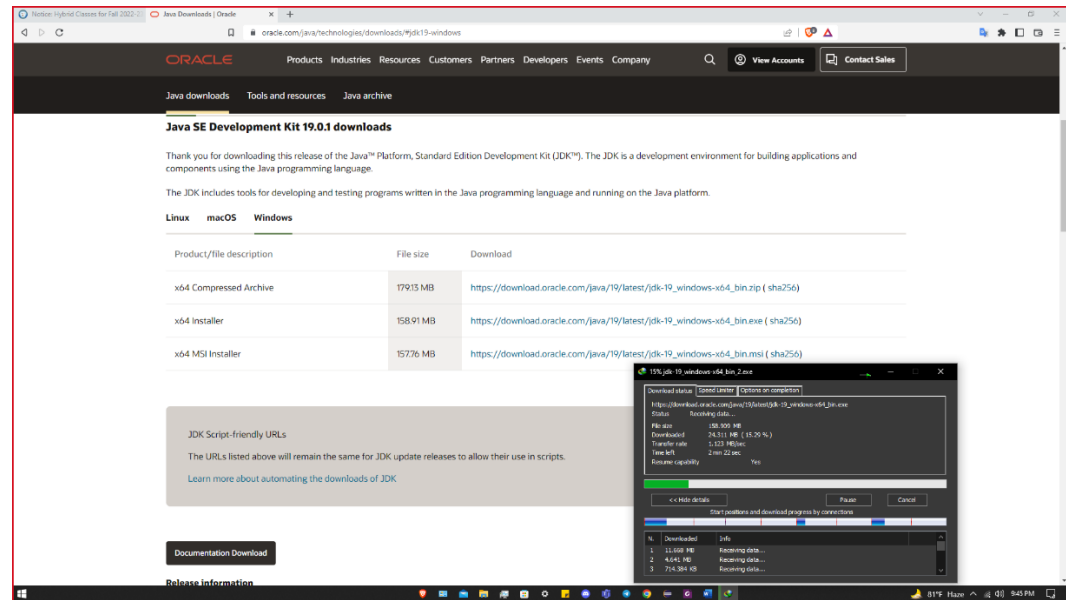 Notice: Hybrid Classes for Fall 2022-2
Java Downloads | Oracle
oracle.com/java/technologies/downloads/#jdk19-windows
ORACLE
Products Industries Resources Customers Partners Developers Events Company
View Accounts
Contact Sales
Java downloads Tools and resources Java archive
Java SE Development Kit 19.0.1 downloads
Thank you for downloading this release of the Java™ Platform, Standard Edition Development Kit (JDK™). The JDK is a development environment for building applications and
components using the Java programming language.
The JDK includes tools for developing and testing programs written in the Java programming language and running on the Java platform.
Linux macOS Windows
Product/file description File size Download
x64 Compressed Archive 179.13 MB https://download.oracle.com/java/19/latest/jdk-19_windows-x64_bin.zip ( sha256)
x64 Installer 158.91 MB https://download.oracle.com/java/19/latest/jdk-19_windows-x64_bin.exe ( sha256)
x64 MSI Installer 157.76 MB https://download.oracle.com/java/19/latest/jdk-19_windows-x64_bin.msi ( sha256)
JDK Script-friendly URLs
The URLs listed above will remain the same for JDK update releases to allow their use in scripts.
Learn more about automating the downloads of JDK
Documentation Download
Release information
15% jdk-19_windows-x64_bin_2.exe
Download status Speed Limiter Options on completion
https://download.oracle.com/java/19/latest/jdk-19_windows-x64_bin.exe
Status Receiving data...
File size 158.909 MB
Downloaded 24.311 MB ( 15.29 % )
Transfer rate 1.123 MB/sec
Time left 2 min 22 sec
Resume capability Yes
<< Hide details Pause Cancel
Start positions and download progress by connections
N. Downloaded Info
1 11.668 MB Receiving data...
2 4.641 MB Receiving data...
3 714.384 KB Receiving data...
81°F Haze 9:45 PM